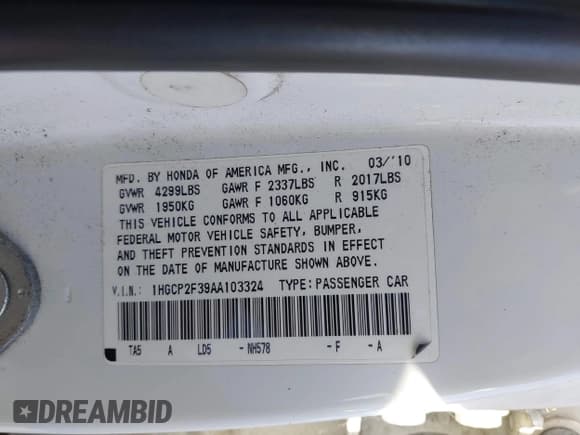 MFD. BY HONDA OF AMERICA MFG., INC. 03/'10
GVWR 4299LBS GAWR F 2337LBS R 2017LBS
GVWR 1950KG GAWR F 1060KG R 915KG
THIS VEHICLE CONFORMS TO ALL APPLICABLE
FEDERAL MOTOR VEHICLE SAFETY, BUMPER,
AND THEFT PREVENTION STANDARDS IN EFFECT
ON THE DATE OF MANUFACTURE SHOWN ABOVE.
V.I.N.: 1HGCP2F39AA103324 TYPE: PASSENGER CAR
TA5 A LD5 -NH578 -F -A
DREAMBID